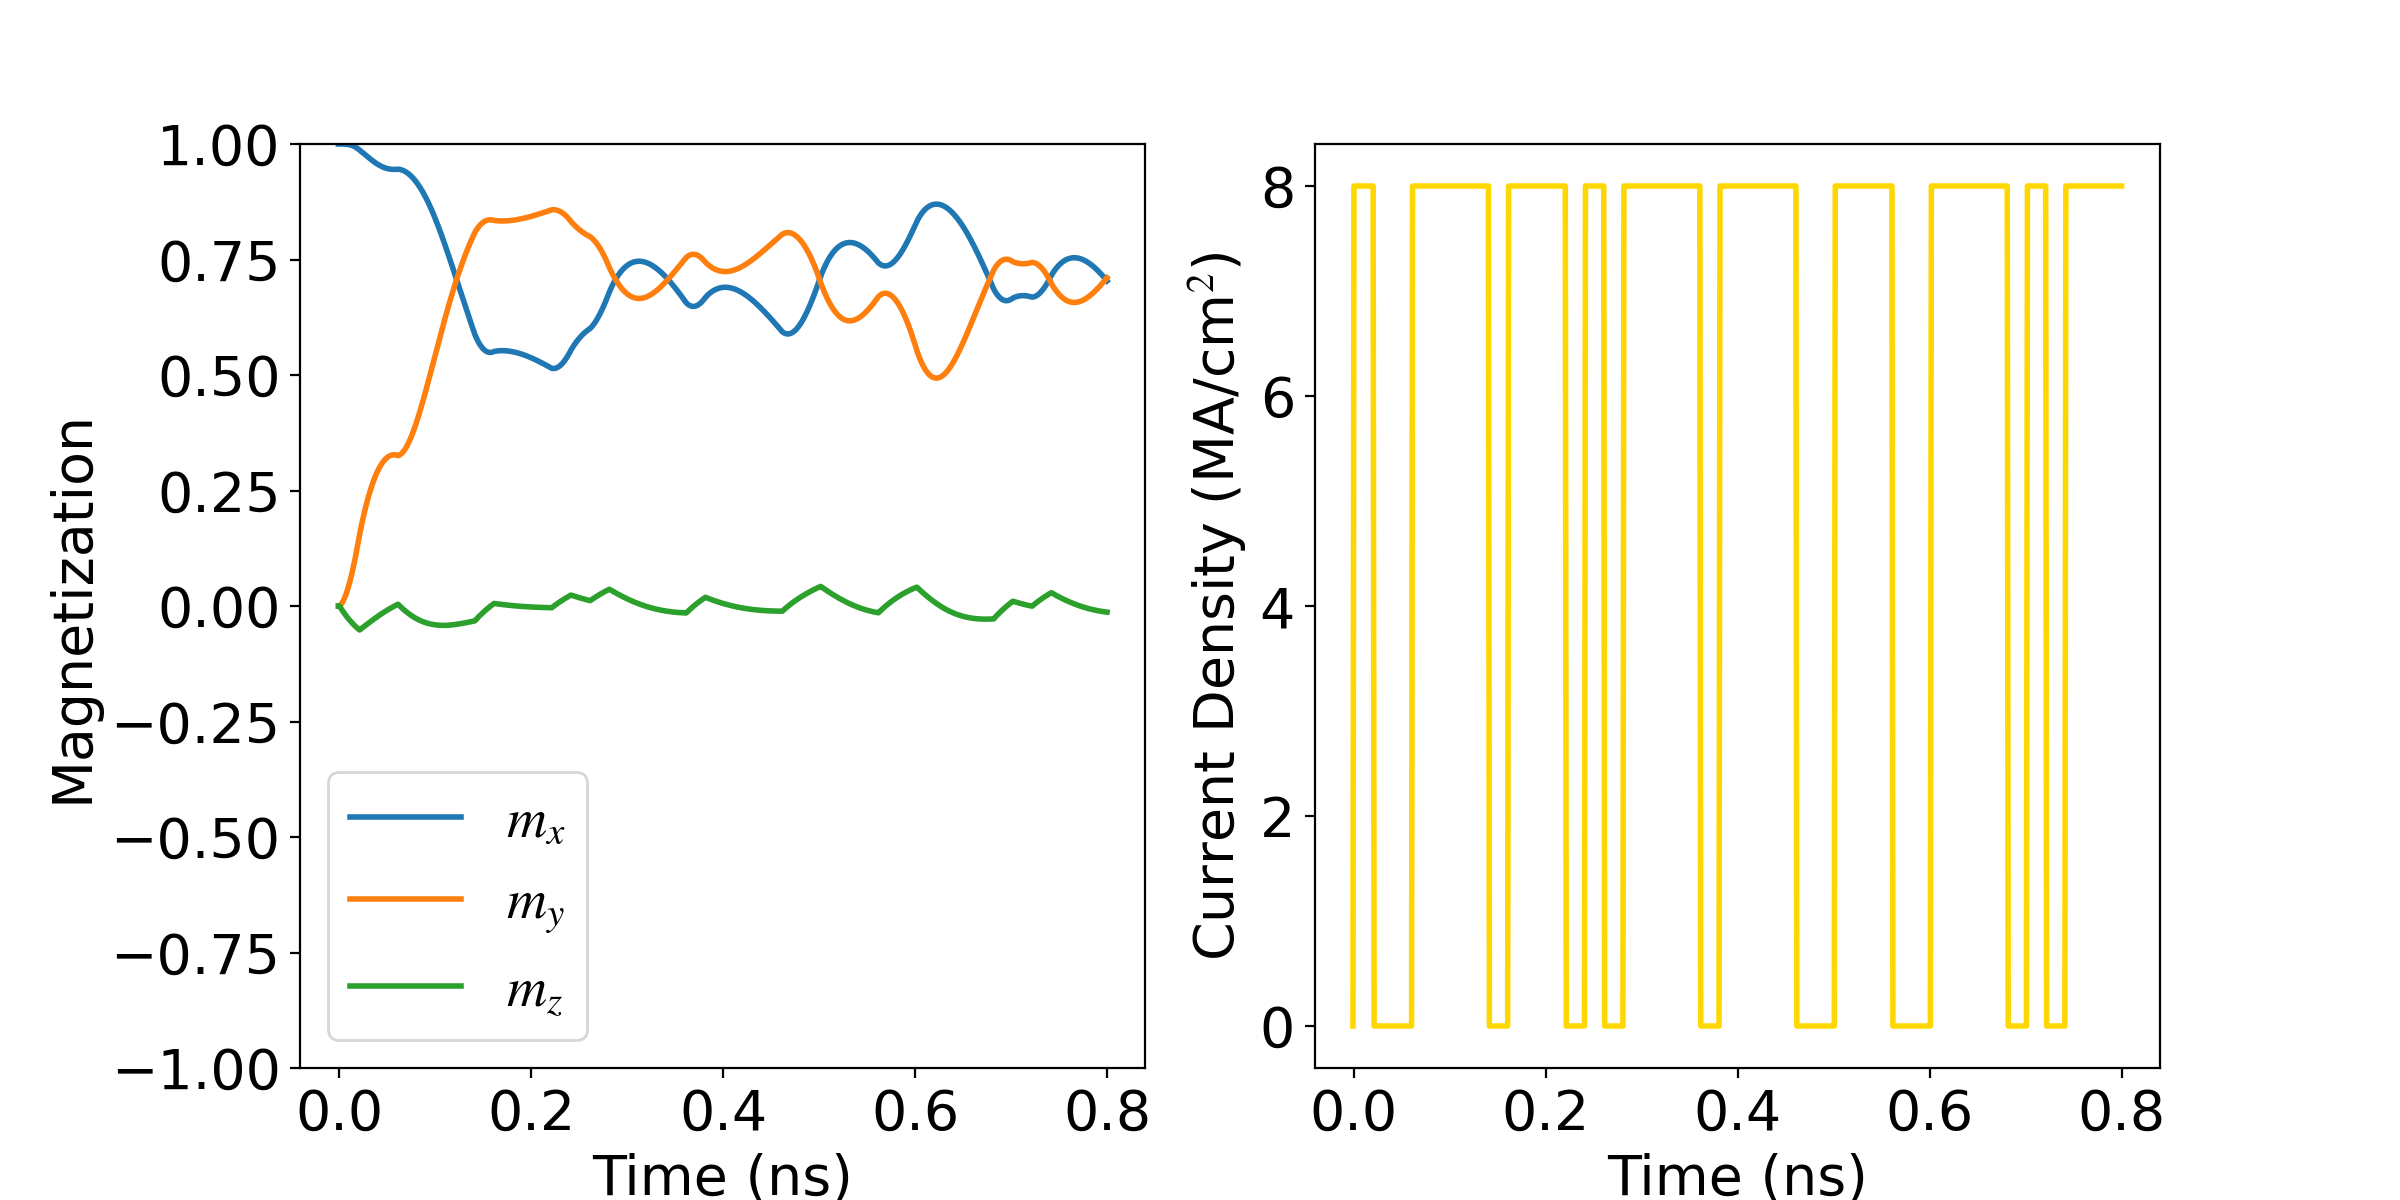 1.00
0.75
0.50
0.25
0.00
−0.25
−0.50
−0.75
−1.00
Magnetization
m_x
m_y
m_z
0.0 0.2 0.4 0.6 0.8
Time (ns)
8
6
4
2
0
Current Density (MA/cm²)
0.0 0.2 0.4 0.6 0.8
Time (ns)